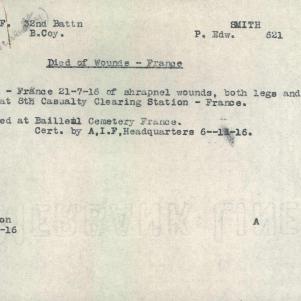 F. 32nd Battn SMITH
B.Coy. P. Edw. 621
Died of Wounds - France
- France 21-7-16 of shrapnel wounds, both legs and
at 8th Casualty Clearing Station - France.
ed at Bailleul Cemetery France.
Cert. by A,I,F,Headquarters 6--11-16.
on
-16 A